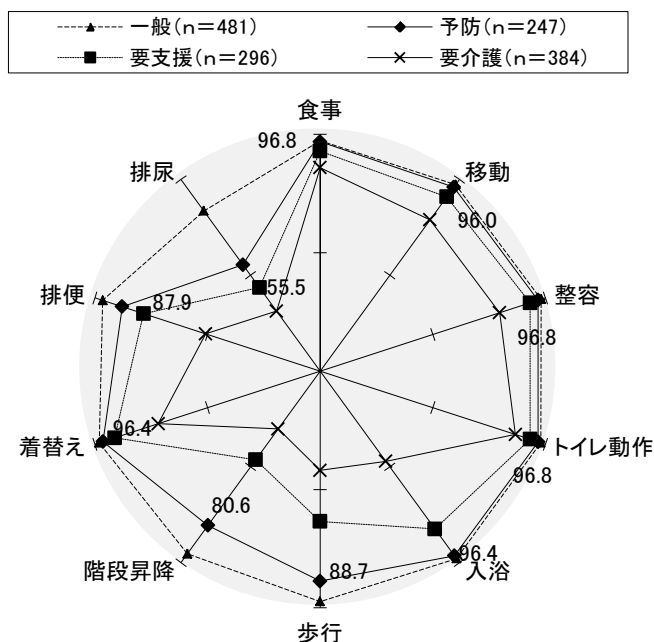 一般(n=481) 予防(n=247)
要支援(n=296) 要介護(n=384)
食事
96.8
移動
96.0
整容
96.8
トイレ動作
96.8
入浴
96.4
歩行
88.7
階段昇降
80.6
着替え
96.4
排便
87.9
排尿
55.5